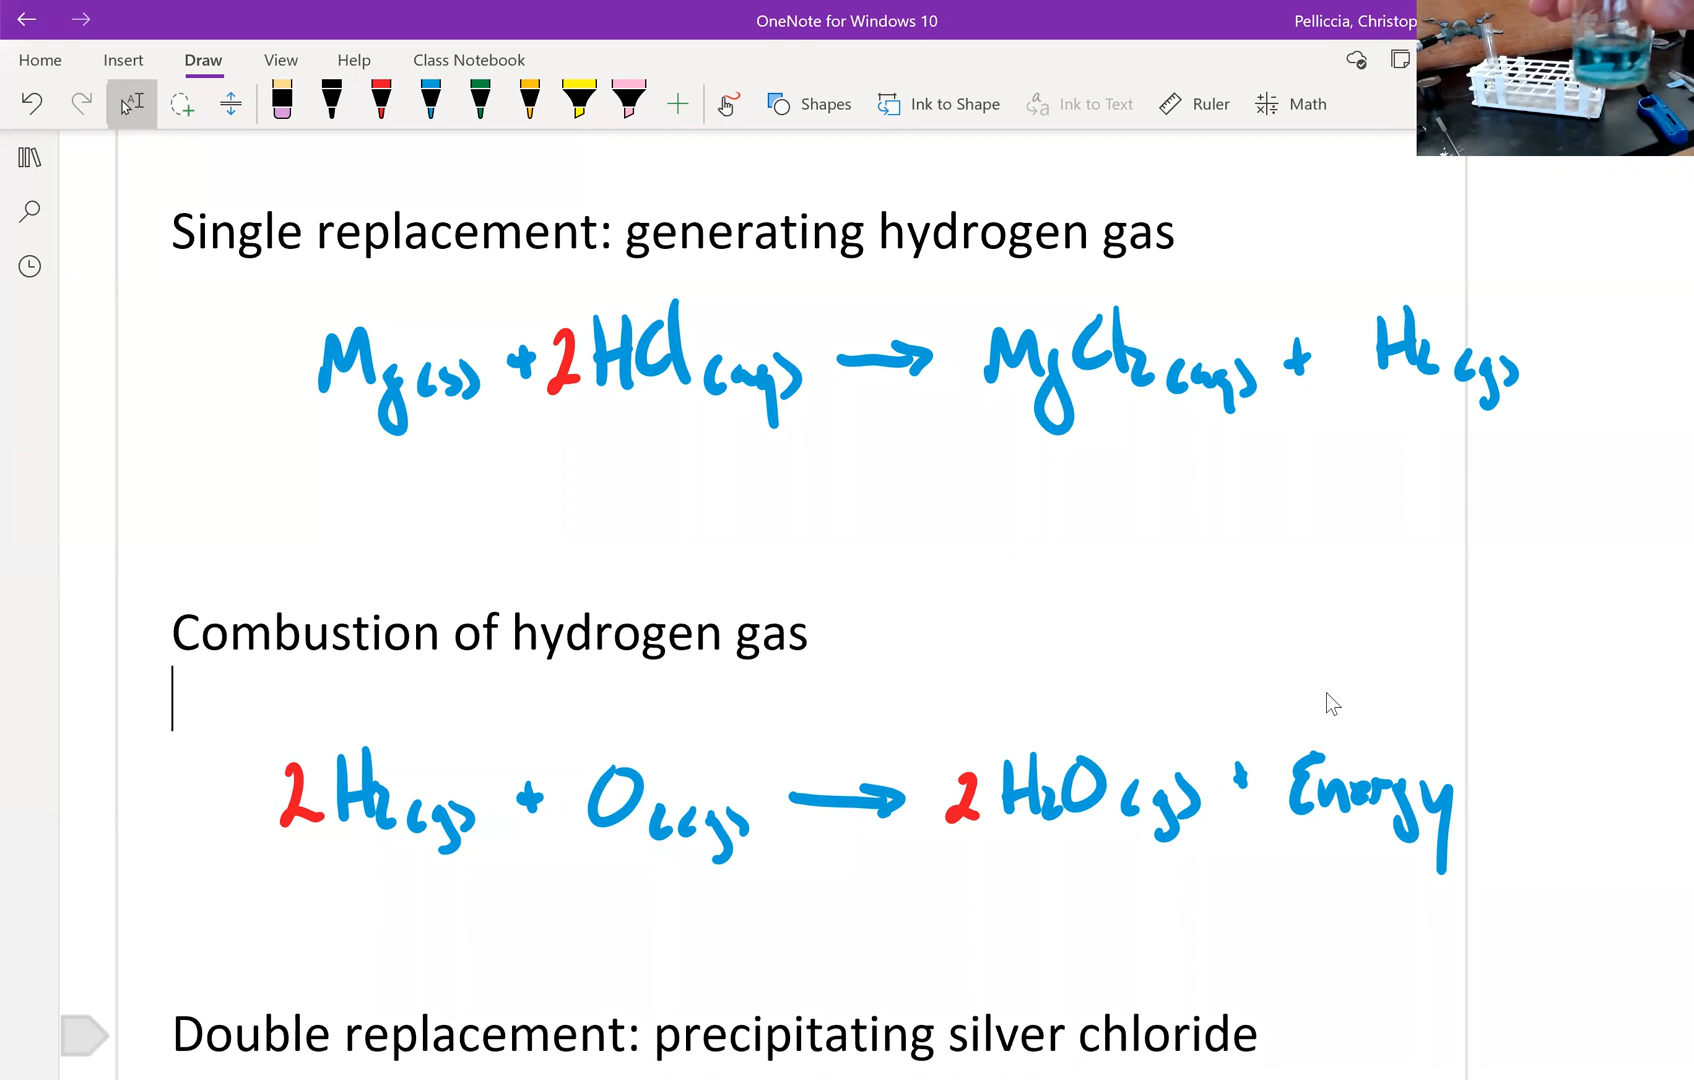 OneNote for Windows 10
Pelliccia, Christop
Home Insert Draw View Help Class Notebook
Shapes Ink to Shape Ink to Text Ruler Math
Single replacement: generating hydrogen gas
Mg(s) + 2HCl(aq) → MgCl₂(aq) + H₂(g)
Combustion of hydrogen gas
2H₂(g) + O₂(g) → 2H₂O(g) + Energy
Double replacement: precipitating silver chloride